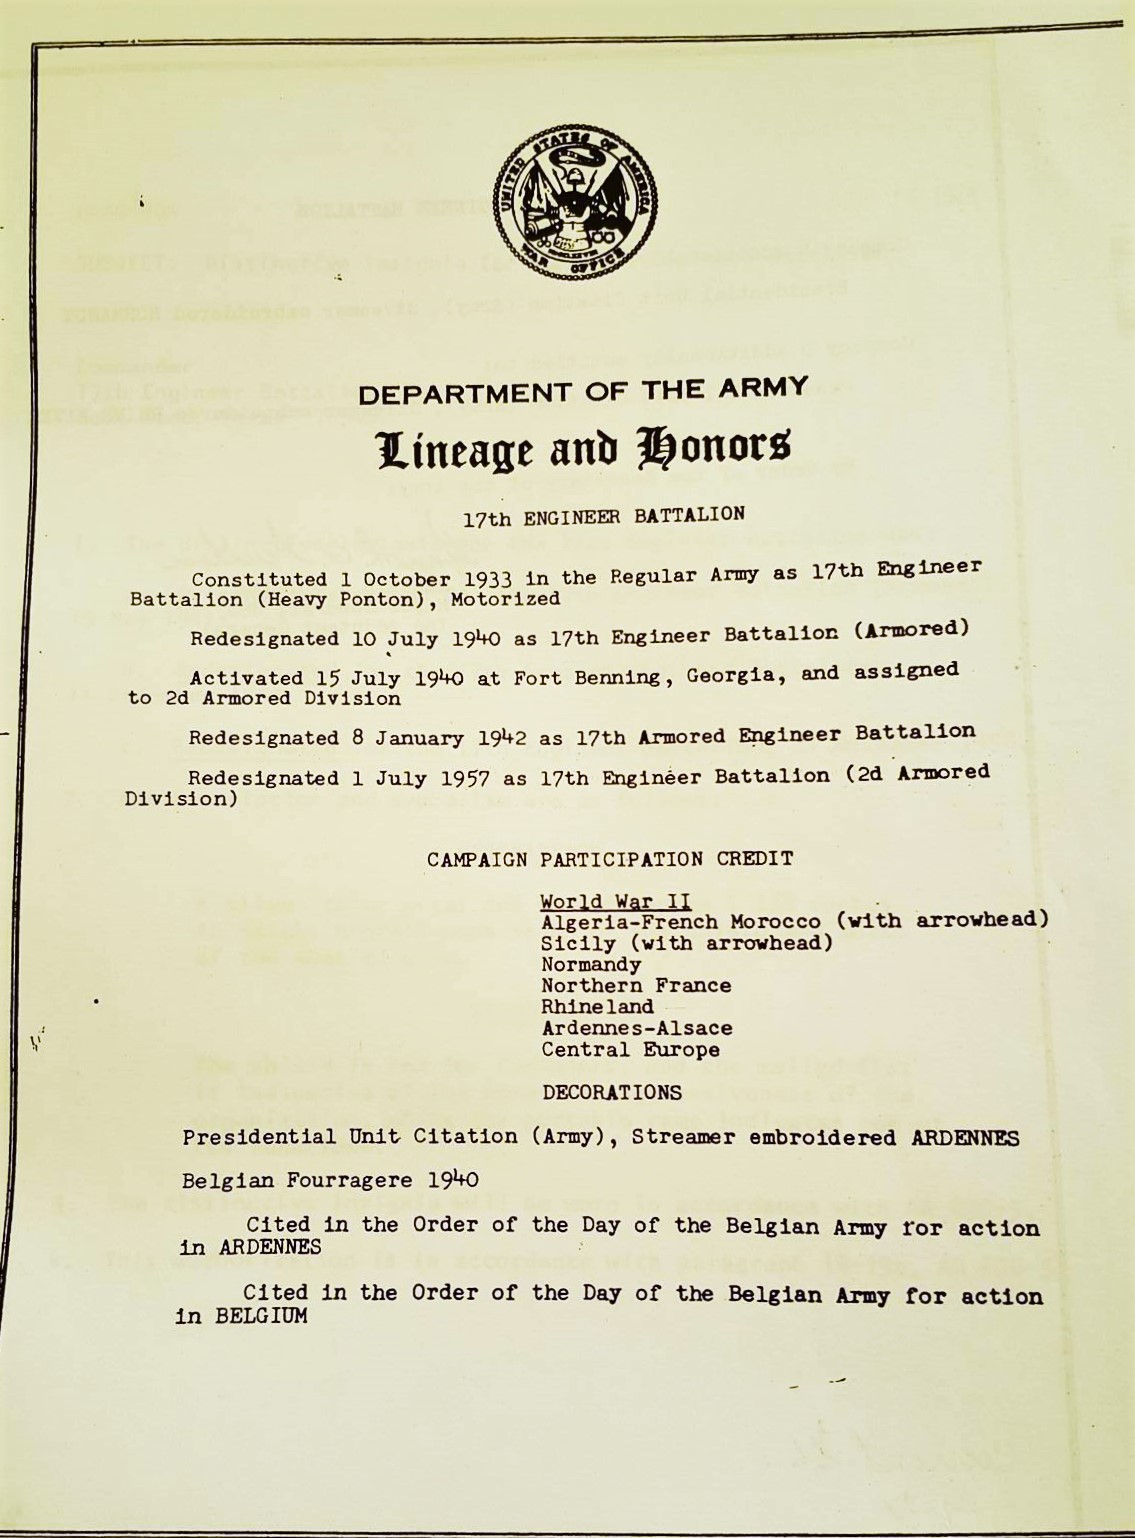 UNITED STATES OF AMERICA
WAR OFFICE
DEPARTMENT OF THE ARMY
Lineage and Honors
17th ENGINEER BATTALION
Constituted 1 October 1933 in the Regular Army as 17th Engineer
Battalion (Heavy Ponton), Motorized
Redesignated 10 July 1940 as 17th Engineer Battalion (Armored)
Activated 15 July 1940 at Fort Benning, Georgia, and assigned
to 2d Armored Division
Redesignated 8 January 1942 as 17th Armored Engineer Battalion
Redesignated 1 July 1957 as 17th Engineer Battalion (2d Armored
Division)
CAMPAIGN PARTICIPATION CREDIT
World War II
Algeria-French Morocco (with arrowhead)
Sicily (with arrowhead)
Normandy
Northern France
Rhineland
Ardennes-Alsace
Central Europe
DECORATIONS
Presidential Unit Citation (Army), Streamer embroidered ARDENNES
Belgian Fourragere 1940
Cited in the Order of the Day of the Belgian Army for action
in ARDENNES
Cited in the Order of the Day of the Belgian Army for action
in BELGIUM